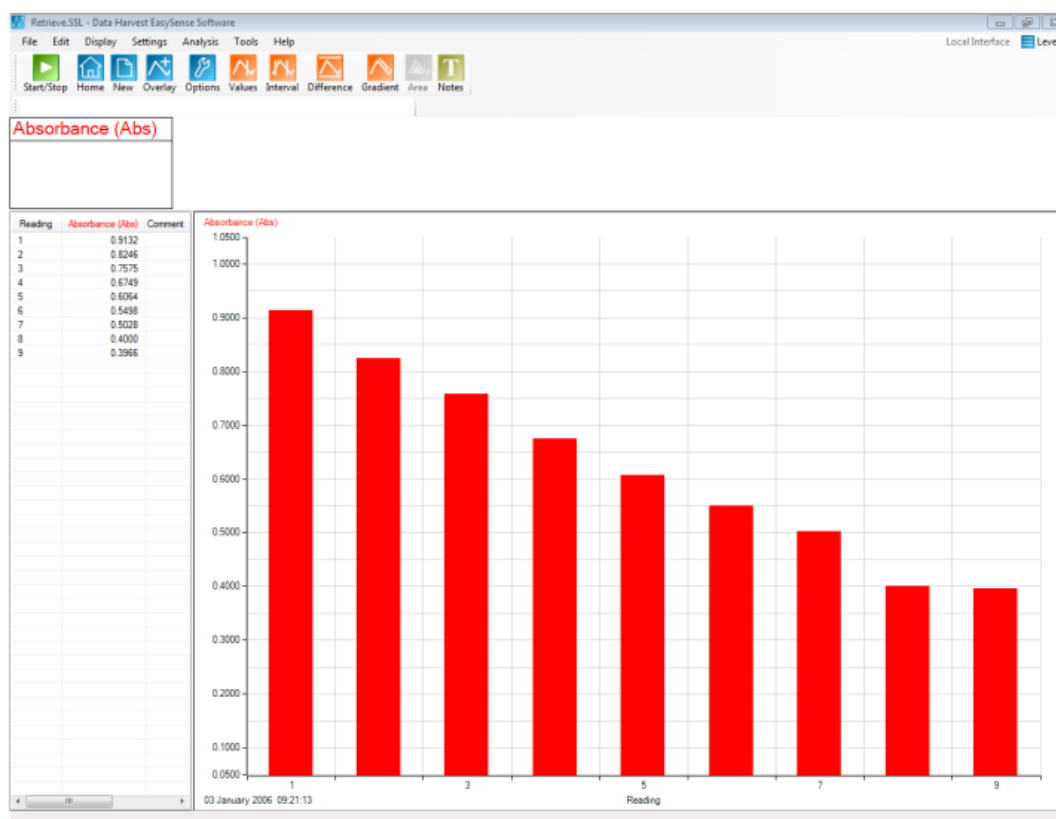 Retrieve.SSL - Data Harvest EasySense Software
File Edit Display Settings Analysis Tools Help
Local Interface Leve
Start/Stop Home New Overlay Options Values Interval Difference Gradient Area Notes
Absorbance (Abs)
Reading Absorbance (Abs) Comment
1 0.9132
2 0.8246
3 0.7575
4 0.6749
5 0.6064
6 0.5498
7 0.5028
8 0.4000
9 0.3966
Absorbance (Abs)
1.0500
1.0000
0.9000
0.8000
0.7000
0.6000
0.5000
0.4000
0.3000
0.2000
0.1000
0.0500
1 3 5 7 9
03 January 2006 09:21:13 Reading